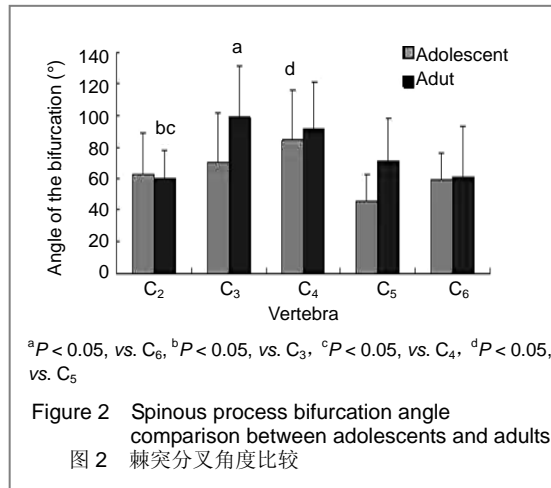 140
120
100
80
60
40
20
0
Angle of the bifurcation (°)
a
d
bc
Adolescent
Adut
C₂ C₃ C₄ C₅ C₆
Vertebra
ᵃP < 0.05, vs. C₆, ᵇP < 0.05, vs. C₃, ᶜP < 0.05, vs. C₄, ᵈP < 0.05,
vs. C₅
Figure 2 Spinous process bifurcation angle
comparison between adolescents and adults
图 2 棘突分叉角度比较